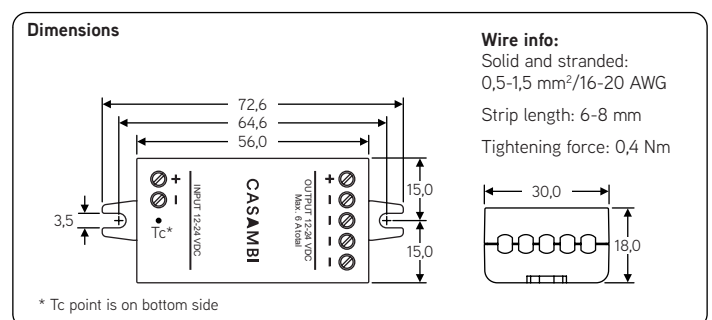 Dimensions
Wire info:
Solid and stranded:
0,5-1,5 mm²/16-20 AWG
Strip length: 6-8 mm
Tightening force: 0,4 Nm
72,6
64,6
56,0
3,5
+
-
INPUT 12-24 VDC
Tc*
CASAMBI
OUTPUT 12-24 VDC
Max. 6 A total
+
-
-
-
-
15,0
15,0
30,0
18,0
* Tc point is on bottom side